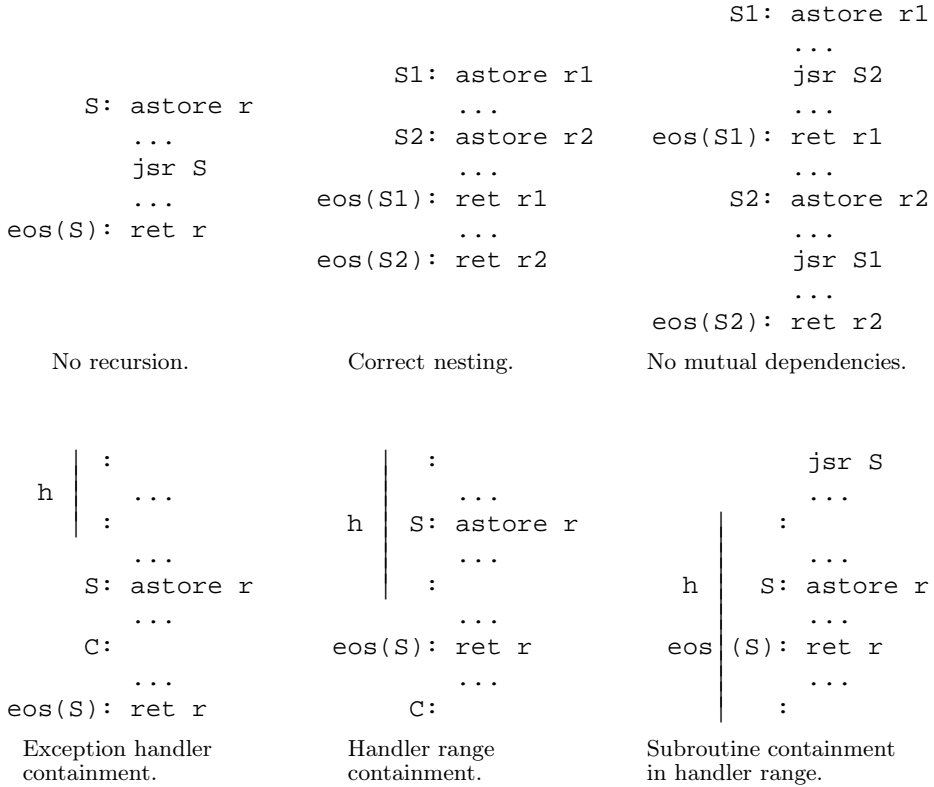 S: astore r
...
jsr S
...
eos(S): ret r
No recursion.
S1: astore r1
...
S2: astore r2
...
eos(S1): ret r1
...
eos(S2): ret r2
Correct nesting.
S1: astore r1
...
jsr S2
...
eos(S1): ret r1
...
S2: astore r2
...
jsr S1
...
eos(S2): ret r2
No mutual dependencies.
:
h ...
:
...
S: astore r
...
C:
...
eos(S): ret r
Exception handler
containment.
:
...
h S: astore r
...
:
...
eos(S): ret r
...
C:
Handler range
containment.
jsr S
...
:
...
h S: astore r
...
eos(S): ret r
...
:
Subroutine containment
in handler range.